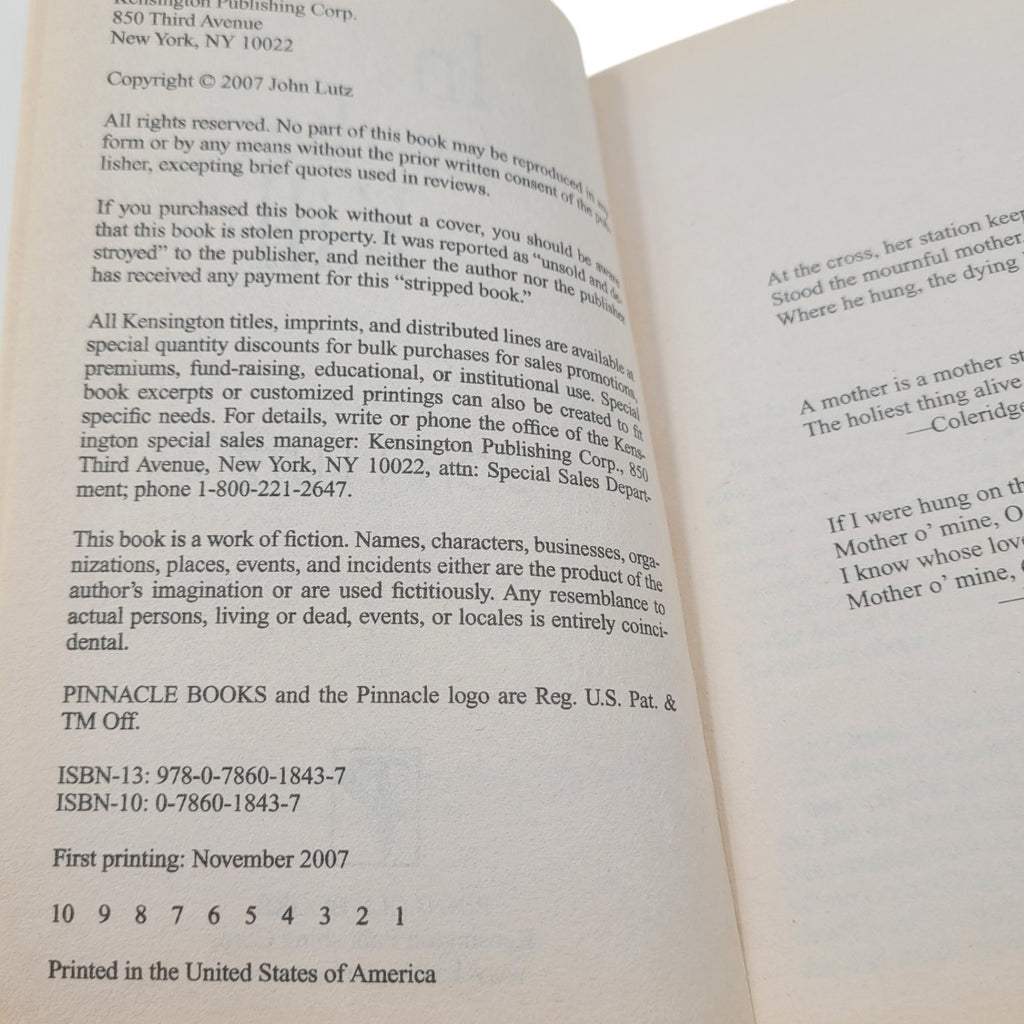 Kensington Publishing Corp.
850 Third Avenue
New York, NY 10022
Copyright © 2007 John Lutz
All rights reserved. No part of this book may be reproduced in any
form or by any means without the prior written consent of the pub-
lisher, excepting brief quotes used in reviews.
If you purchased this book without a cover, you should be aware
that this book is stolen property. It was reported as “unsold and de-
stroyed” to the publisher, and neither the author nor the publisher
has received any payment for this “stripped book.”
All Kensington titles, imprints, and distributed lines are available at
special quantity discounts for bulk purchases for sales promotions,
premiums, fund-raising, educational, or institutional use. Special
book excerpts or customized printings can also be created to fit
specific needs. For details, write or phone the office of the Kens-
ington special sales manager: Kensington Publishing Corp., 850
Third Avenue, New York, NY 10022, attn: Special Sales Depart-
ment; phone 1-800-221-2647.
This book is a work of fiction. Names, characters, businesses, orga-
nizations, places, events, and incidents either are the product of the
author’s imagination or are used fictitiously. Any resemblance to
actual persons, living or dead, events, or locales is entirely coinci-
dental.
PINNACLE BOOKS and the Pinnacle logo are Reg. U.S. Pat. &
TM Off.
ISBN-13: 978-0-7860-1843-7
ISBN-10: 0-7860-1843-7
First printing: November 2007
10 9 8 7 6 5 4 3 2 1
Printed in the United States of America
At the cross, her station keep
Stood the mournful mother
Where he hung, the dying
A mother is a mother st
The holiest thing alive
—Coleridge
If I were hung on th
Mother o’ mine, O
I know whose lov
Mother o’ mine,